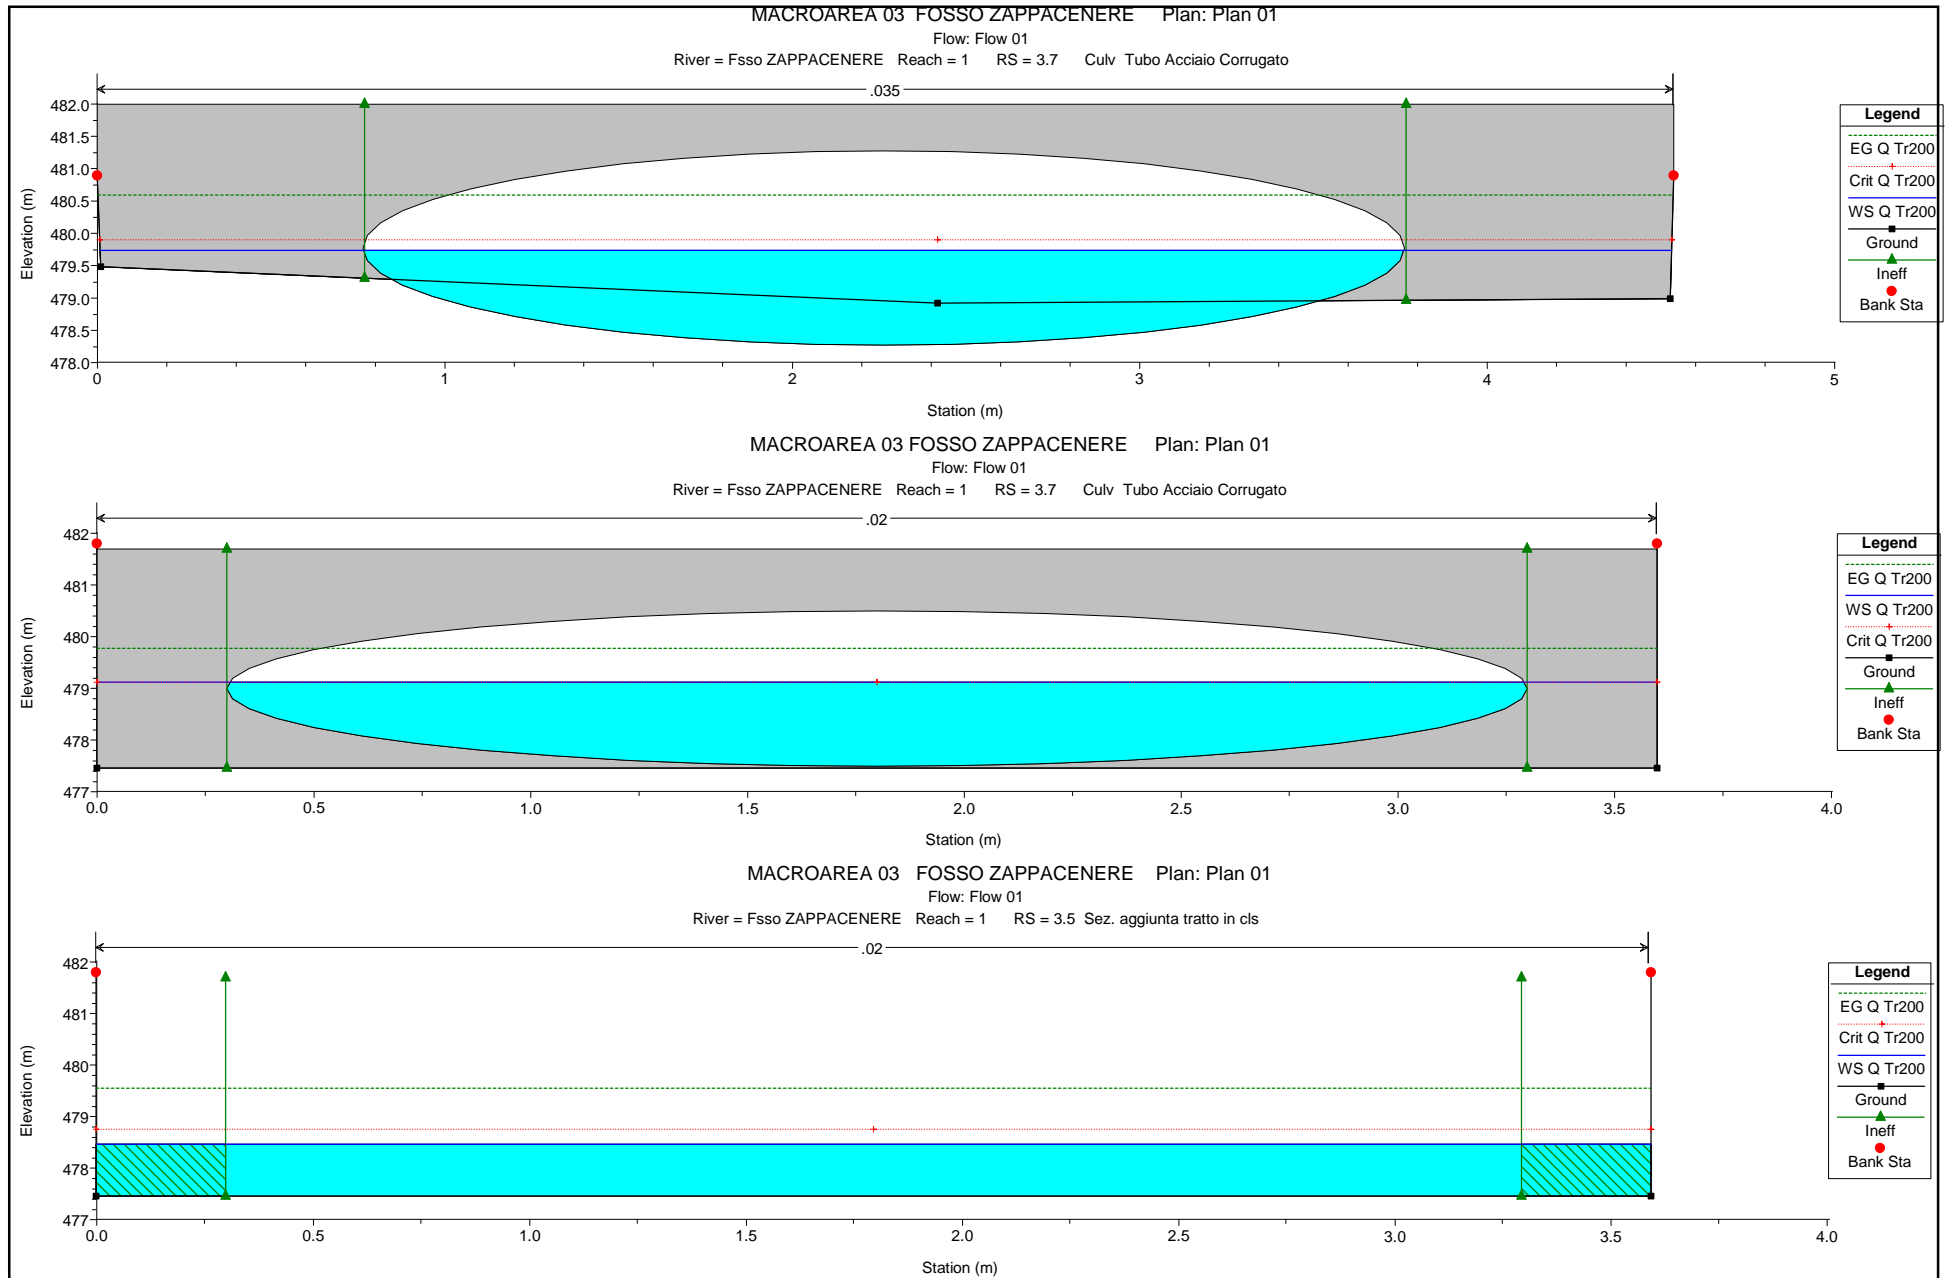 MACROAREA 03 FOSSO ZAPPACENERE Plan: Plan 01
Flow: Flow 01
River = Fsso ZAPPACENERE Reach = 1 RS = 3.7 Culv Tubo Acciaio Corrugato
.035
482.0
481.5
481.0
480.5
480.0
479.5
479.0
478.5
478.0
Elevation (m)
0 1 2 3 4 5
Station (m)
Legend
EG Q Tr200
Crit Q Tr200
WS Q Tr200
Ground
Ineff
Bank Sta
MACROAREA 03 FOSSO ZAPPACENERE Plan: Plan 01
Flow: Flow 01
River = Fsso ZAPPACENERE Reach = 1 RS = 3.7 Culv Tubo Acciaio Corrugato
.02
482
481
480
479
478
477
Elevation (m)
0.0 0.5 1.0 1.5 2.0 2.5 3.0 3.5 4.0
Station (m)
Legend
EG Q Tr200
WS Q Tr200
Crit Q Tr200
Ground
Ineff
Bank Sta
MACROAREA 03 FOSSO ZAPPACENERE Plan: Plan 01
Flow: Flow 01
River = Fsso ZAPPACENERE Reach = 1 RS = 3.5 Sez. aggiunta tratto in cls
.02
482
481
480
479
478
477
Elevation (m)
0.0 0.5 1.0 1.5 2.0 2.5 3.0 3.5 4.0
Station (m)
Legend
EG Q Tr200
Crit Q Tr200
WS Q Tr200
Ground
Ineff
Bank Sta